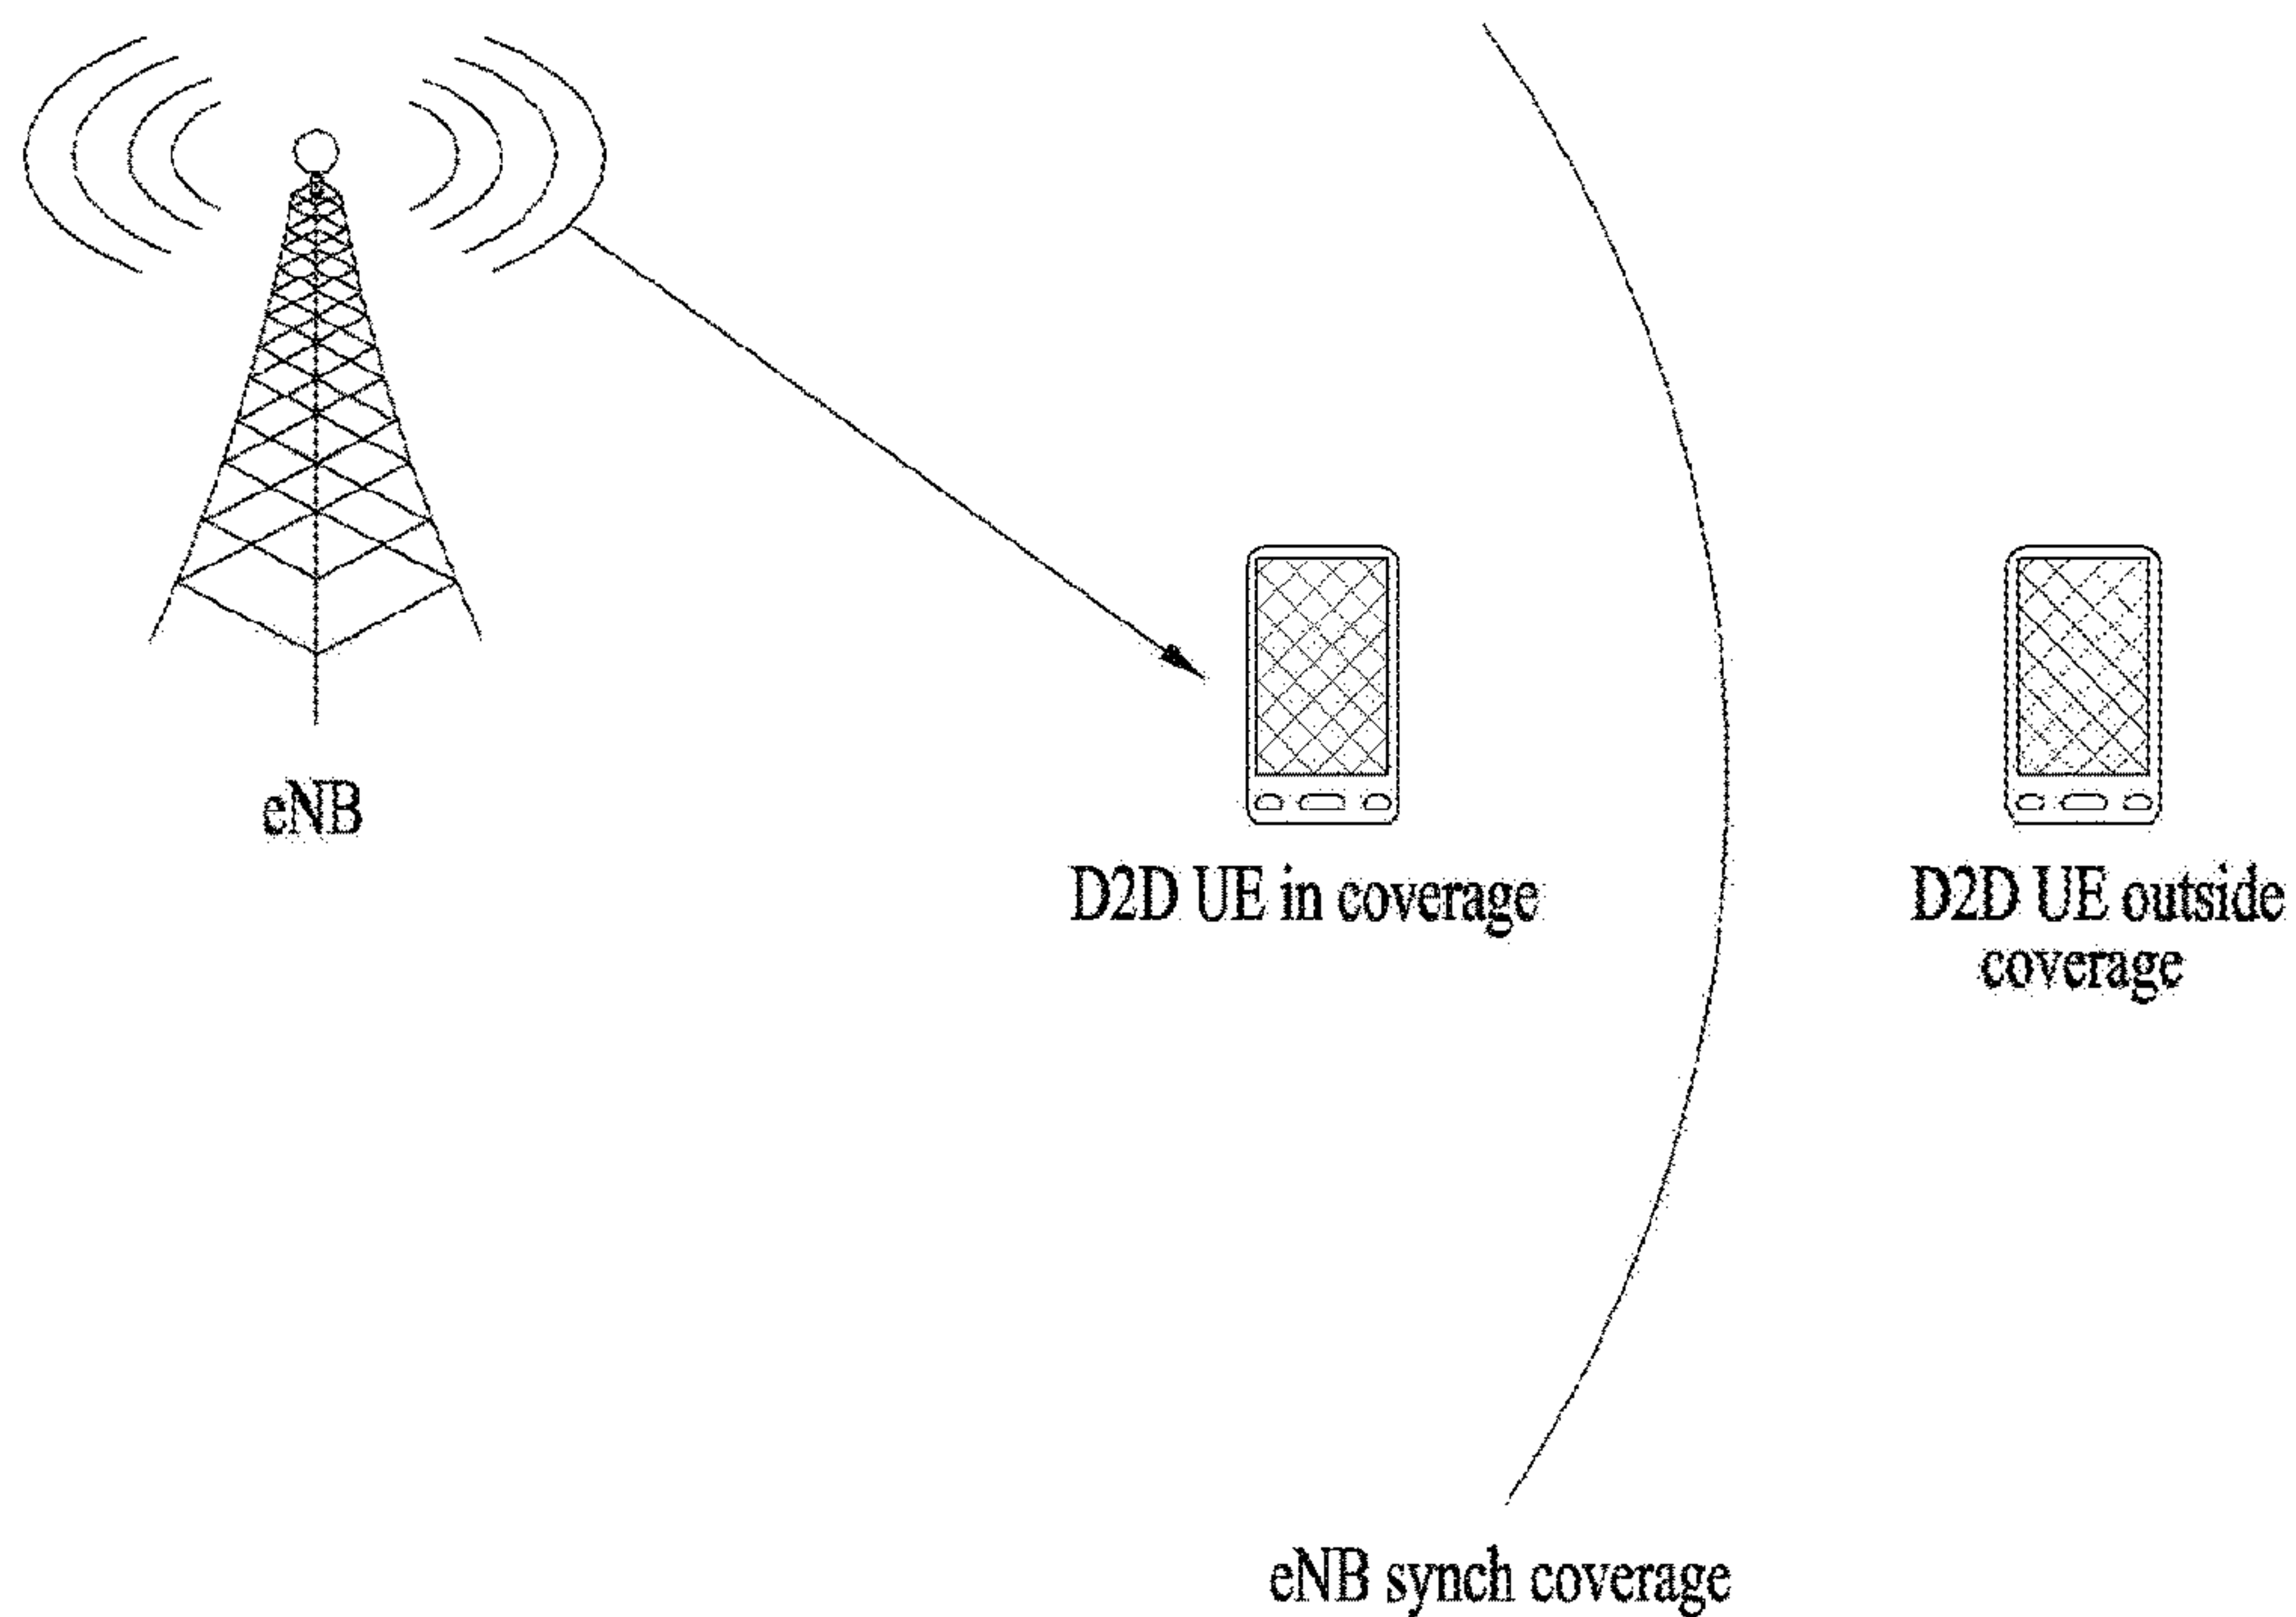 eNB
D2D UE in coverage
D2D UE outside
coverage
eNB synch coverage